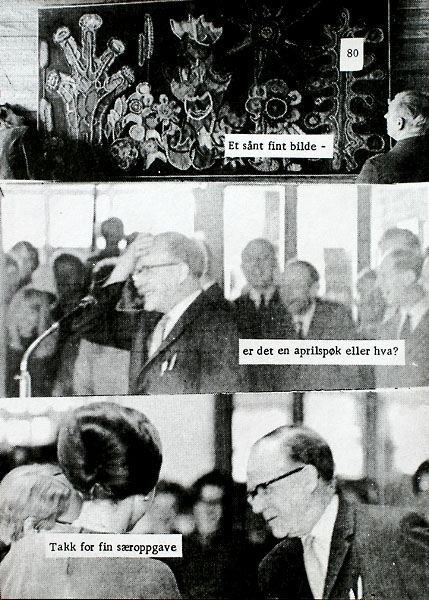 80
Et sånt fint bilde -
er det en aprilspøk eller hva?
Takk for fin særoppgave